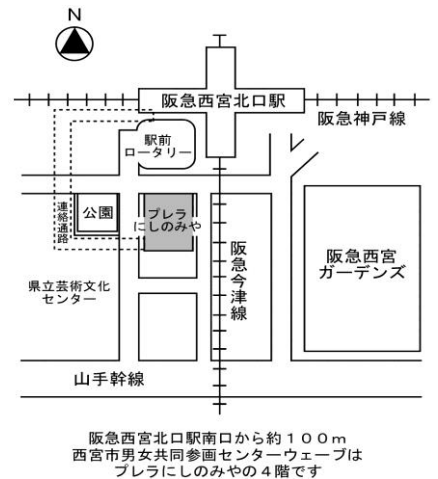 N
阪急西宮北口駅
阪急神戸線
駅前
ロータリー
連絡通路
公園
プレラ
にしのみや
阪急今津線
阪急西宮
ガーデンズ
県立芸術文化
センター
山手幹線
阪急西宮北口駅南口から約１００ｍ
西宮市男女共同参画センターウェーブは
プレラにしのみやの４階です